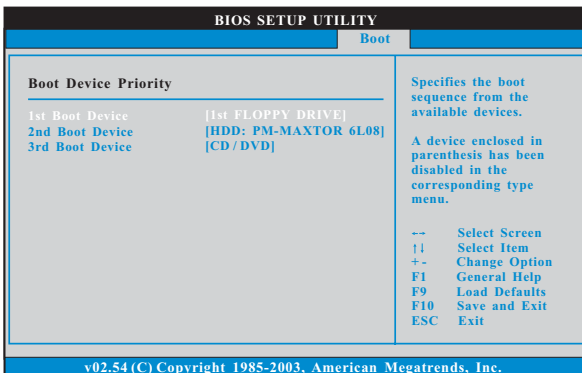 BIOS SETUP UTILITY
Boot
Boot Device Priority
1st Boot Device [1st FLOPPY DRIVE]
2nd Boot Device [HDD: PM-MAXTOR 6L08]
3rd Boot Device [CD/DVD]
Specifies the boot
sequence from the
available devices.
A device enclosed in
parenthesis has been
disabled in the
corresponding type
menu.
←→ Select Screen
↑↓ Select Item
+- Change Option
F1 General Help
F9 Load Defaults
F10 Save and Exit
ESC Exit
v02.54 (C) Copyright 1985-2003, American Megatrends, Inc.